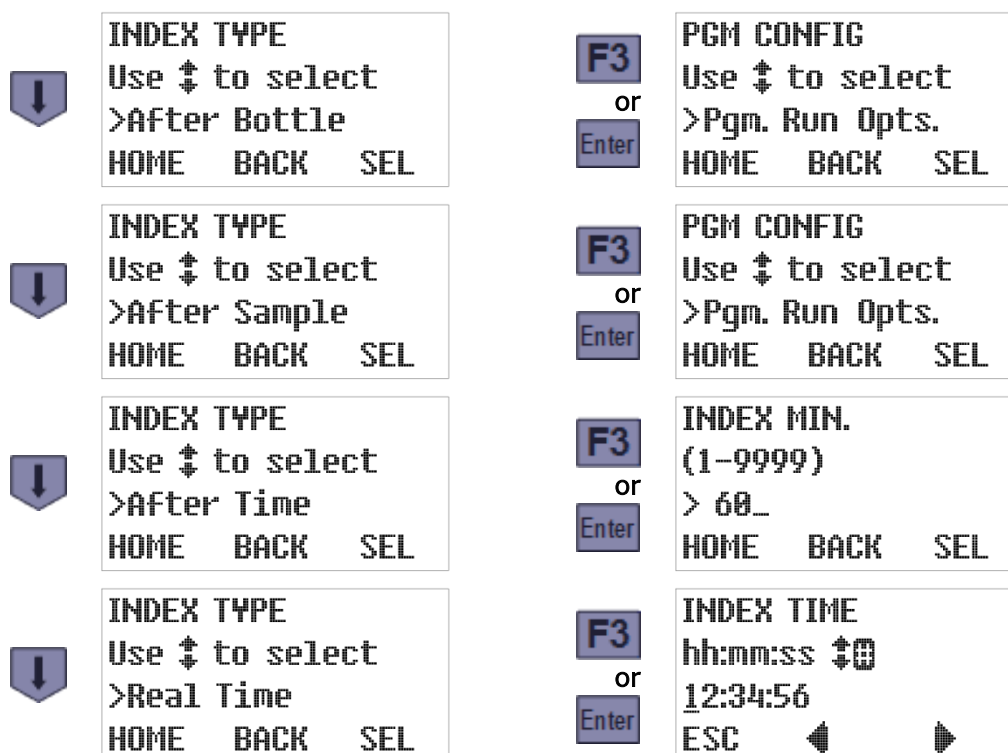 INDEX TYPE
Use ↕ to select
>After Bottle
HOME BACK SEL
F3
or
Enter
PGM CONFIG
Use ↕ to select
>Pgm. Run Opts.
HOME BACK SEL
INDEX TYPE
Use ↕ to select
>After Sample
HOME BACK SEL
F3
or
Enter
PGM CONFIG
Use ↕ to select
>Pgm. Run Opts.
HOME BACK SEL
INDEX TYPE
Use ↕ to select
>After Time
HOME BACK SEL
F3
or
Enter
INDEX MIN.
(1-9999)
> 60_
HOME BACK SEL
INDEX TYPE
Use ↕ to select
>Real Time
HOME BACK SEL
F3
or
Enter
INDEX TIME
hh:mm:ss ↕
12:34:56
ESC